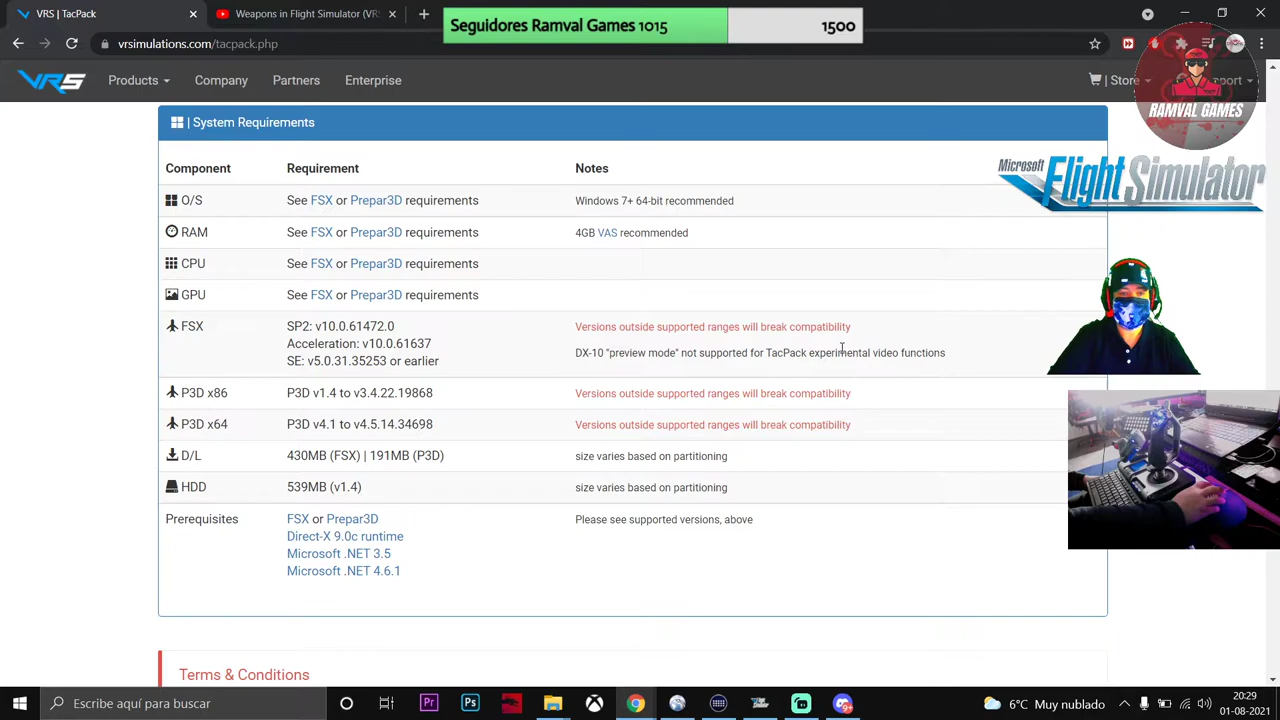 VRS | TacPack
Weapons in Flight Simulator (VRS
Seguidores Ramval Games 1015
1500
vrsimulations.com/tacpack.php
VRS
Products
Company
Partners
Enterprise
| Store
port
RAMVAL GAMES
| System Requirements
Microsoft
Flight Simulator
Component
Requirement
Notes
O/S
See FSX or Prepar3D requirements
Windows 7+ 64-bit recommended
RAM
See FSX or Prepar3D requirements
4GB VAS recommended
CPU
See FSX or Prepar3D requirements
GPU
See FSX or Prepar3D requirements
FSX
SP2: v10.0.61472.0
Acceleration: v10.0.61637
SE: v5.0.31.35253 or earlier
Versions outside supported ranges will break compatibility
DX-10 "preview mode" not supported for TacPack experimental video functions
P3D x86
P3D v1.4 to v3.4.22.19868
Versions outside supported ranges will break compatibility
P3D x64
P3D v4.1 to v4.5.14.34698
Versions outside supported ranges will break compatibility
D/L
430MB (FSX) | 191MB (P3D)
size varies based on partitioning
HDD
539MB (v1.4)
size varies based on partitioning
Prerequisites
FSX or Prepar3D
Direct-X 9.0c runtime
Microsoft .NET 3.5
Microsoft .NET 4.6.1
Please see supported versions, above
Terms & Conditions
Escribe aquí para buscar
Pr
Ps
6°C Muy nublado
20:29
01-08-2021